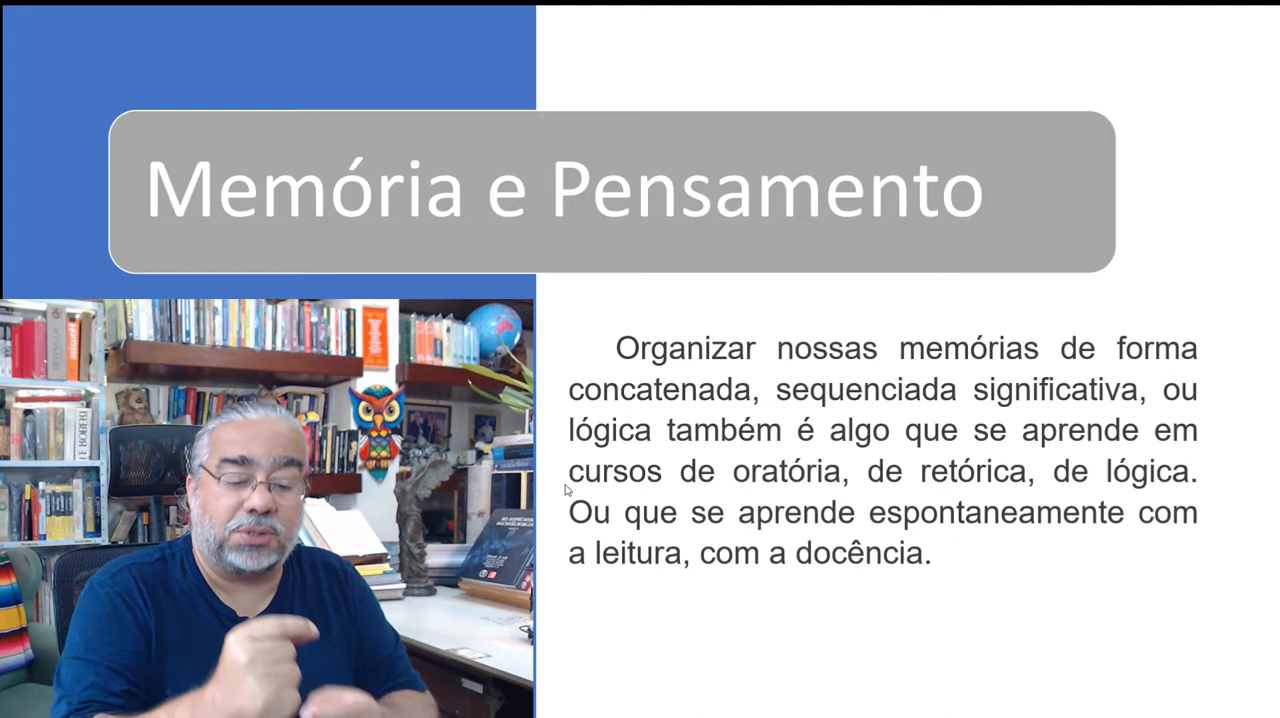 Memória e Pensamento
Organizar nossas memórias de forma
concatenada, sequenciada significativa, ou
lógica também é algo que se aprende em
cursos de oratória, de retórica, de lógica.
Ou que se aprende espontaneamente com
a leitura, com a docência.